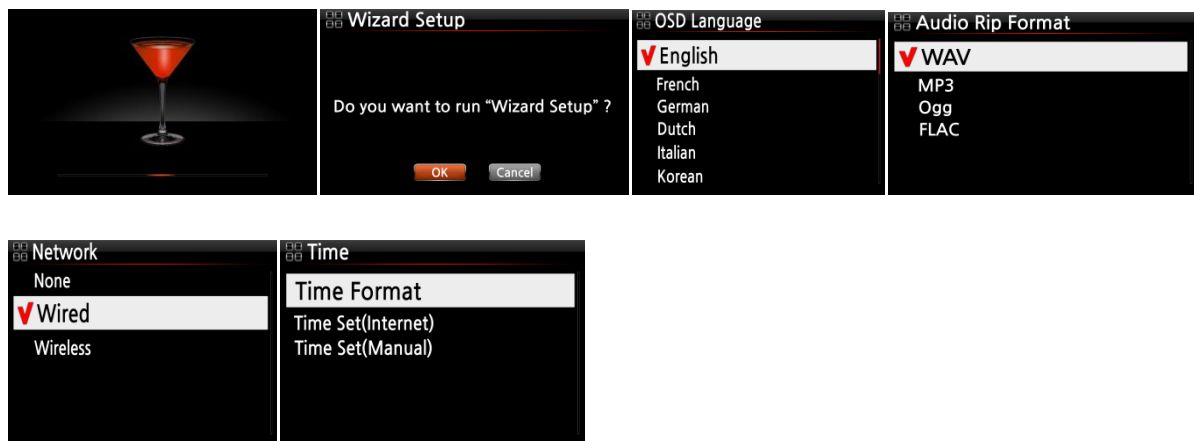 Wizard Setup
Do you want to run “Wizard Setup” ?
OK
Cancel
OSD Language
English
French
German
Dutch
Italian
Korean
Audio Rip Format
WAV
MP3
Ogg
FLAC
Network
None
Wired
Wireless
Time
Time Format
Time Set(Internet)
Time Set(Manual)